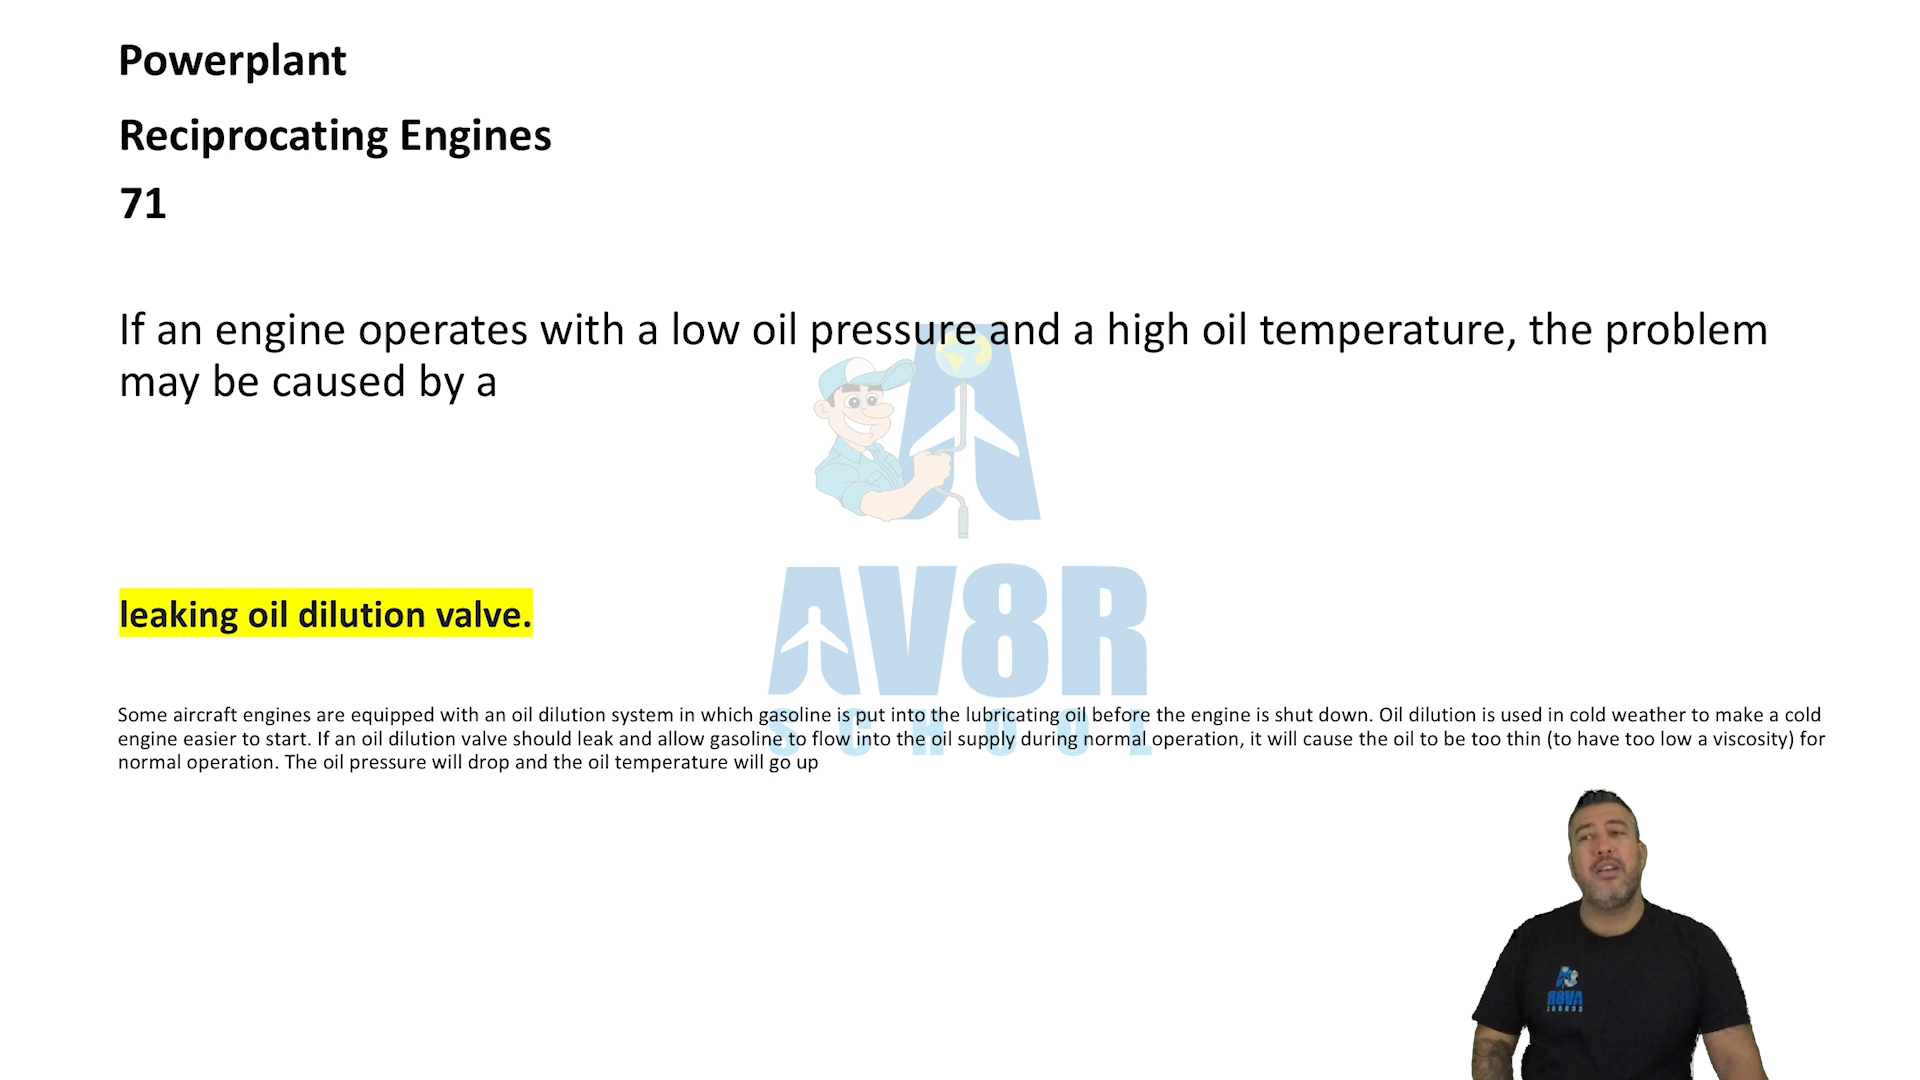 Powerplant
Reciprocating Engines
71
If an engine operates with a low oil pressure and a high oil temperature, the problem
may be caused by a
leaking oil dilution valve.
AV8R
SCHOOL
Some aircraft engines are equipped with an oil dilution system in which gasoline is put into the lubricating oil before the engine is shut down. Oil dilution is used in cold weather to make a cold
engine easier to start. If an oil dilution valve should leak and allow gasoline to flow into the oil supply during normal operation, it will cause the oil to be too thin (to have too low a viscosity) for
normal operation. The oil pressure will drop and the oil temperature will go up
AV8R
SCHOOL